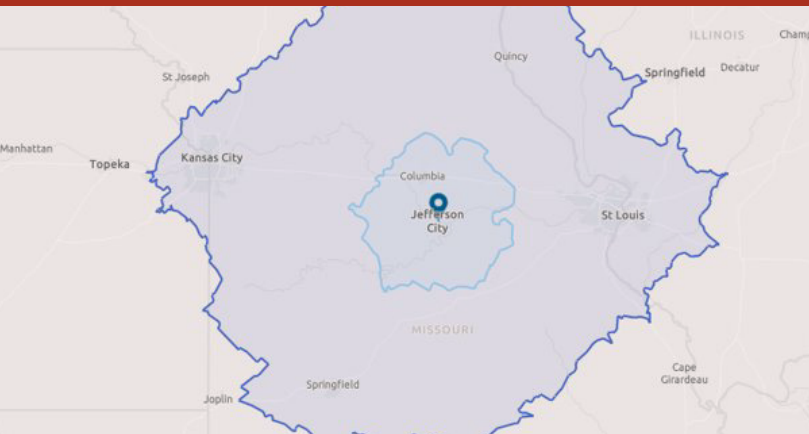 ILLINOIS
Quincy
Springfield
Decatur
St Joseph
Manhattan
Topeka
Kansas City
Columbia
Jefferson
City
St Louis
MISSOURI
Cape
Girardeau
Springfield
Joplin